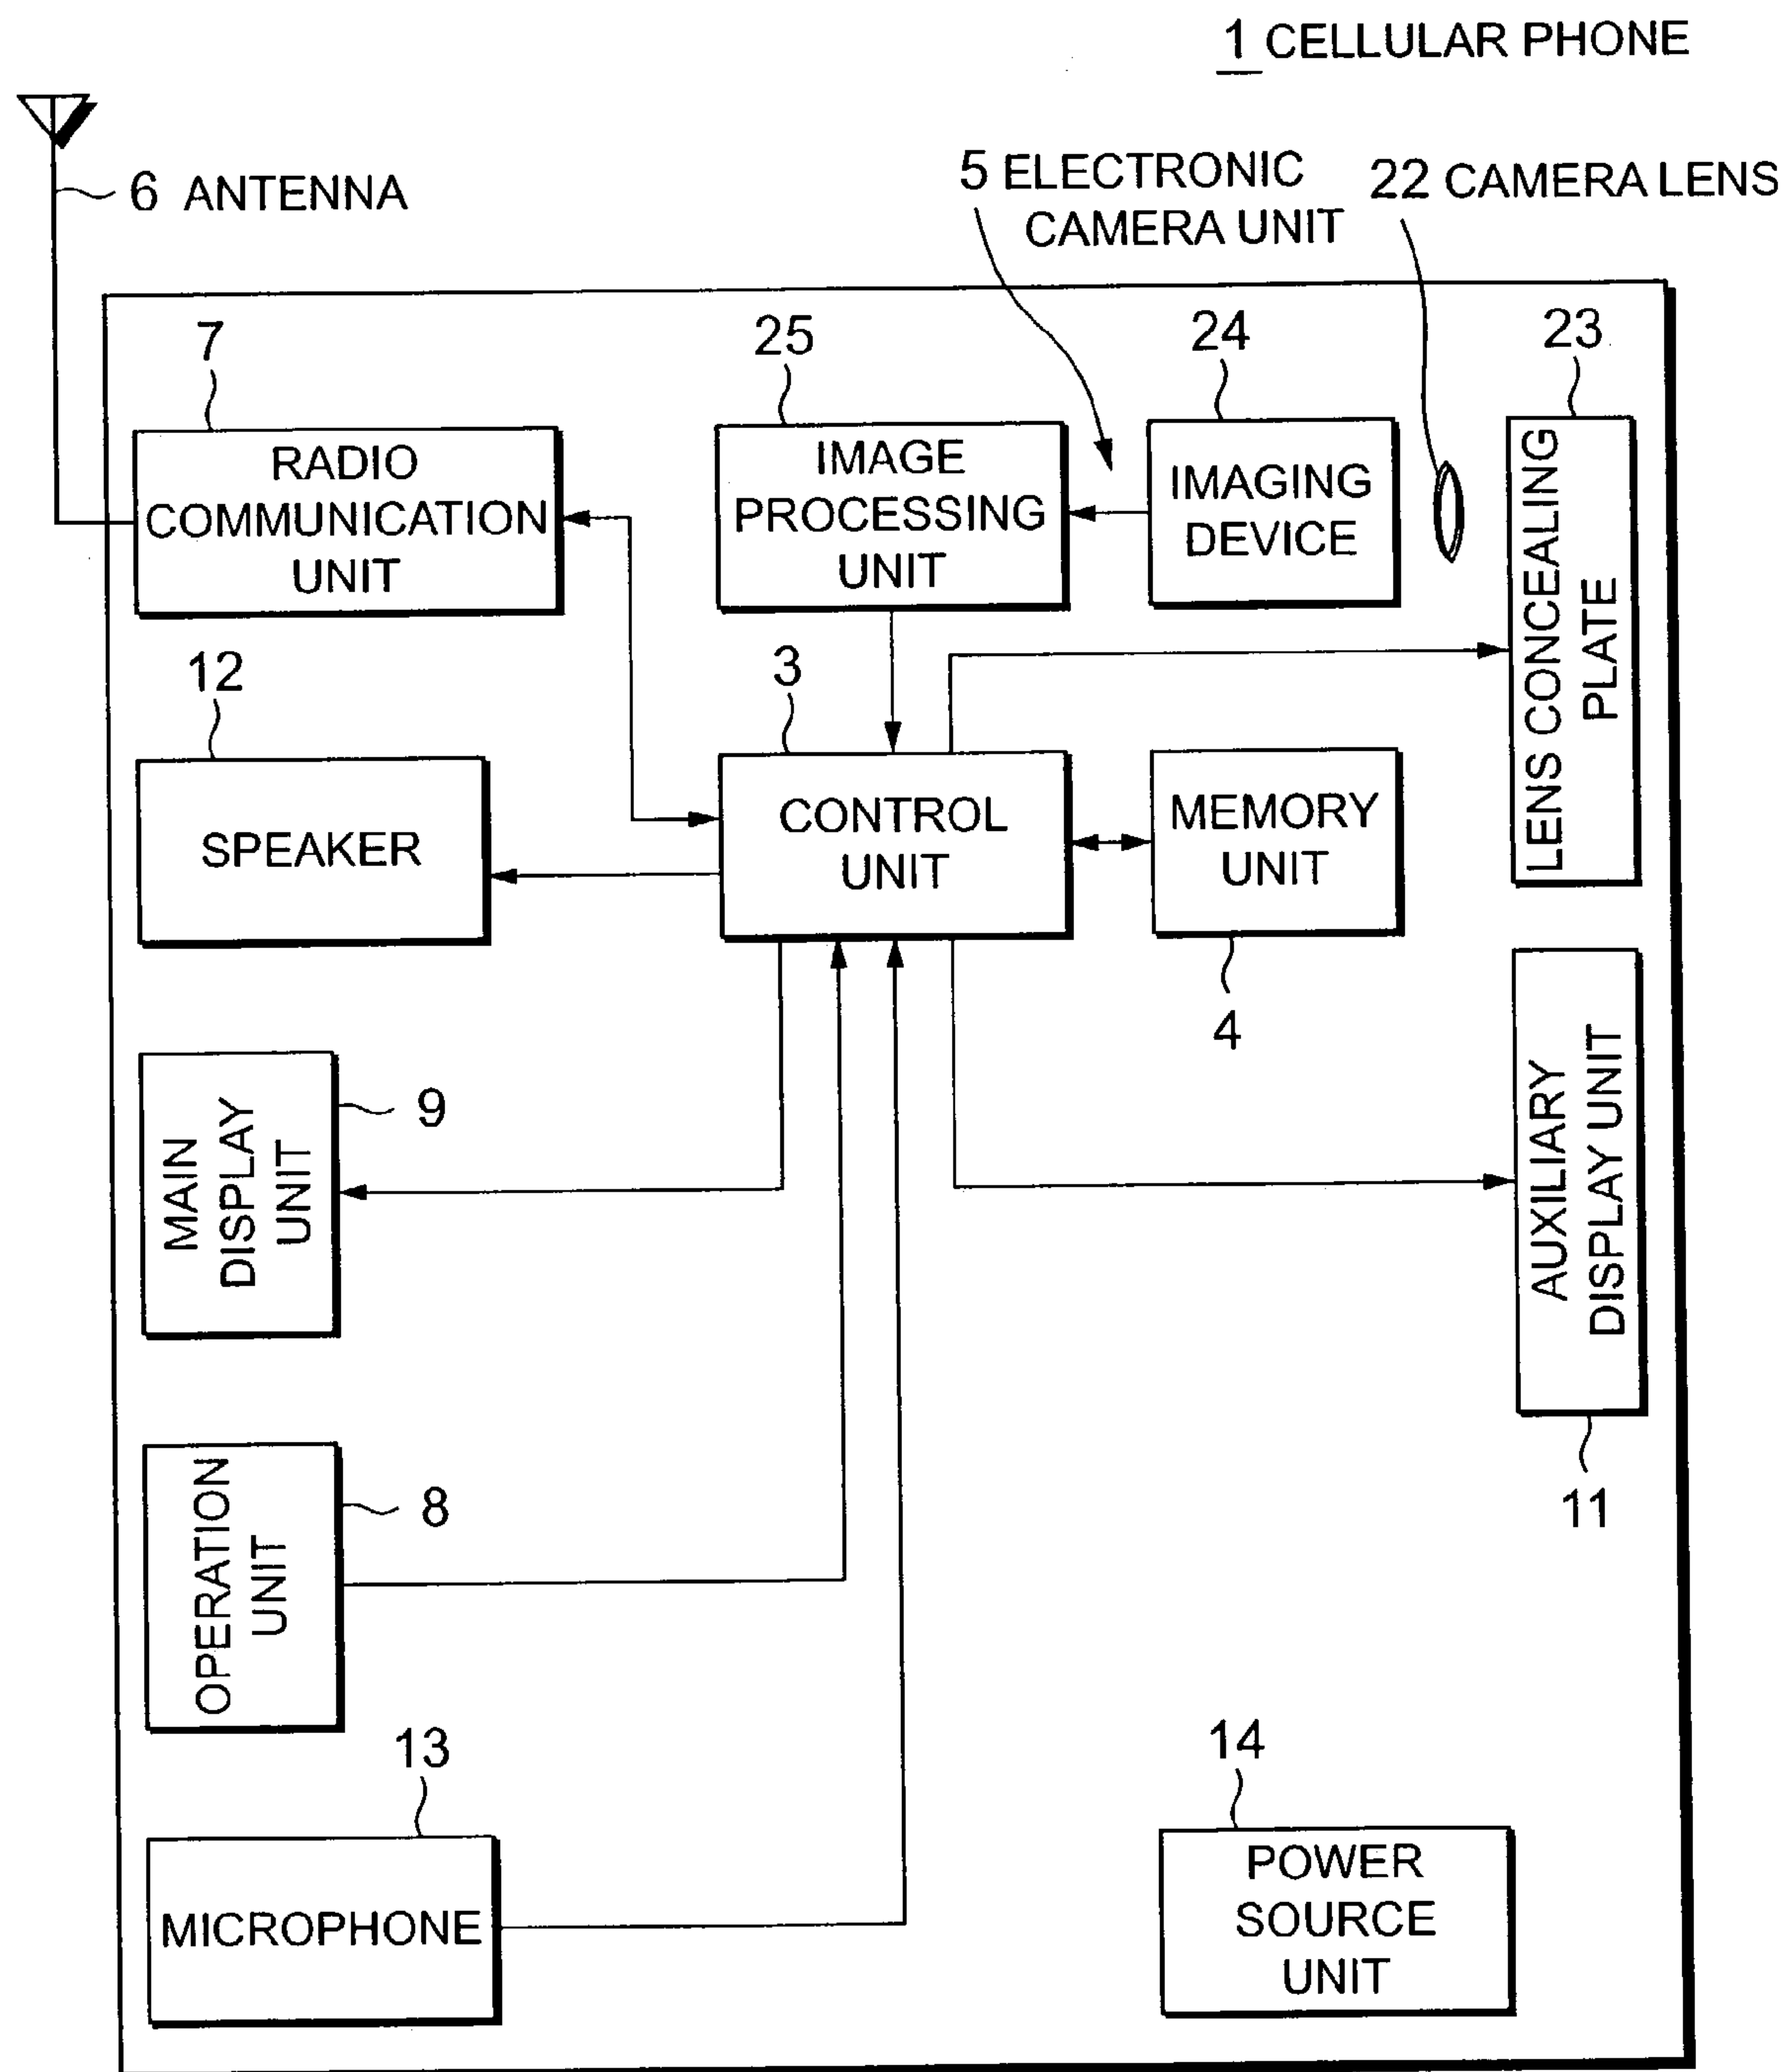 1 CELLULAR PHONE
6 ANTENNA
5 ELECTRONIC
CAMERA UNIT
22 CAMERA LENS
7
RADIO
COMMUNICATION
UNIT
25
IMAGE
PROCESSING
UNIT
24
IMAGING
DEVICE
23
LENS CONCEALING
PLATE
12
SPEAKER
3
CONTROL
UNIT
MEMORY
UNIT
4
MAIN
DISPLAY
UNIT
9
AUXILIARY
DISPLAY UNIT
11
OPERATION
UNIT
8
13
MICROPHONE
14
POWER
SOURCE
UNIT